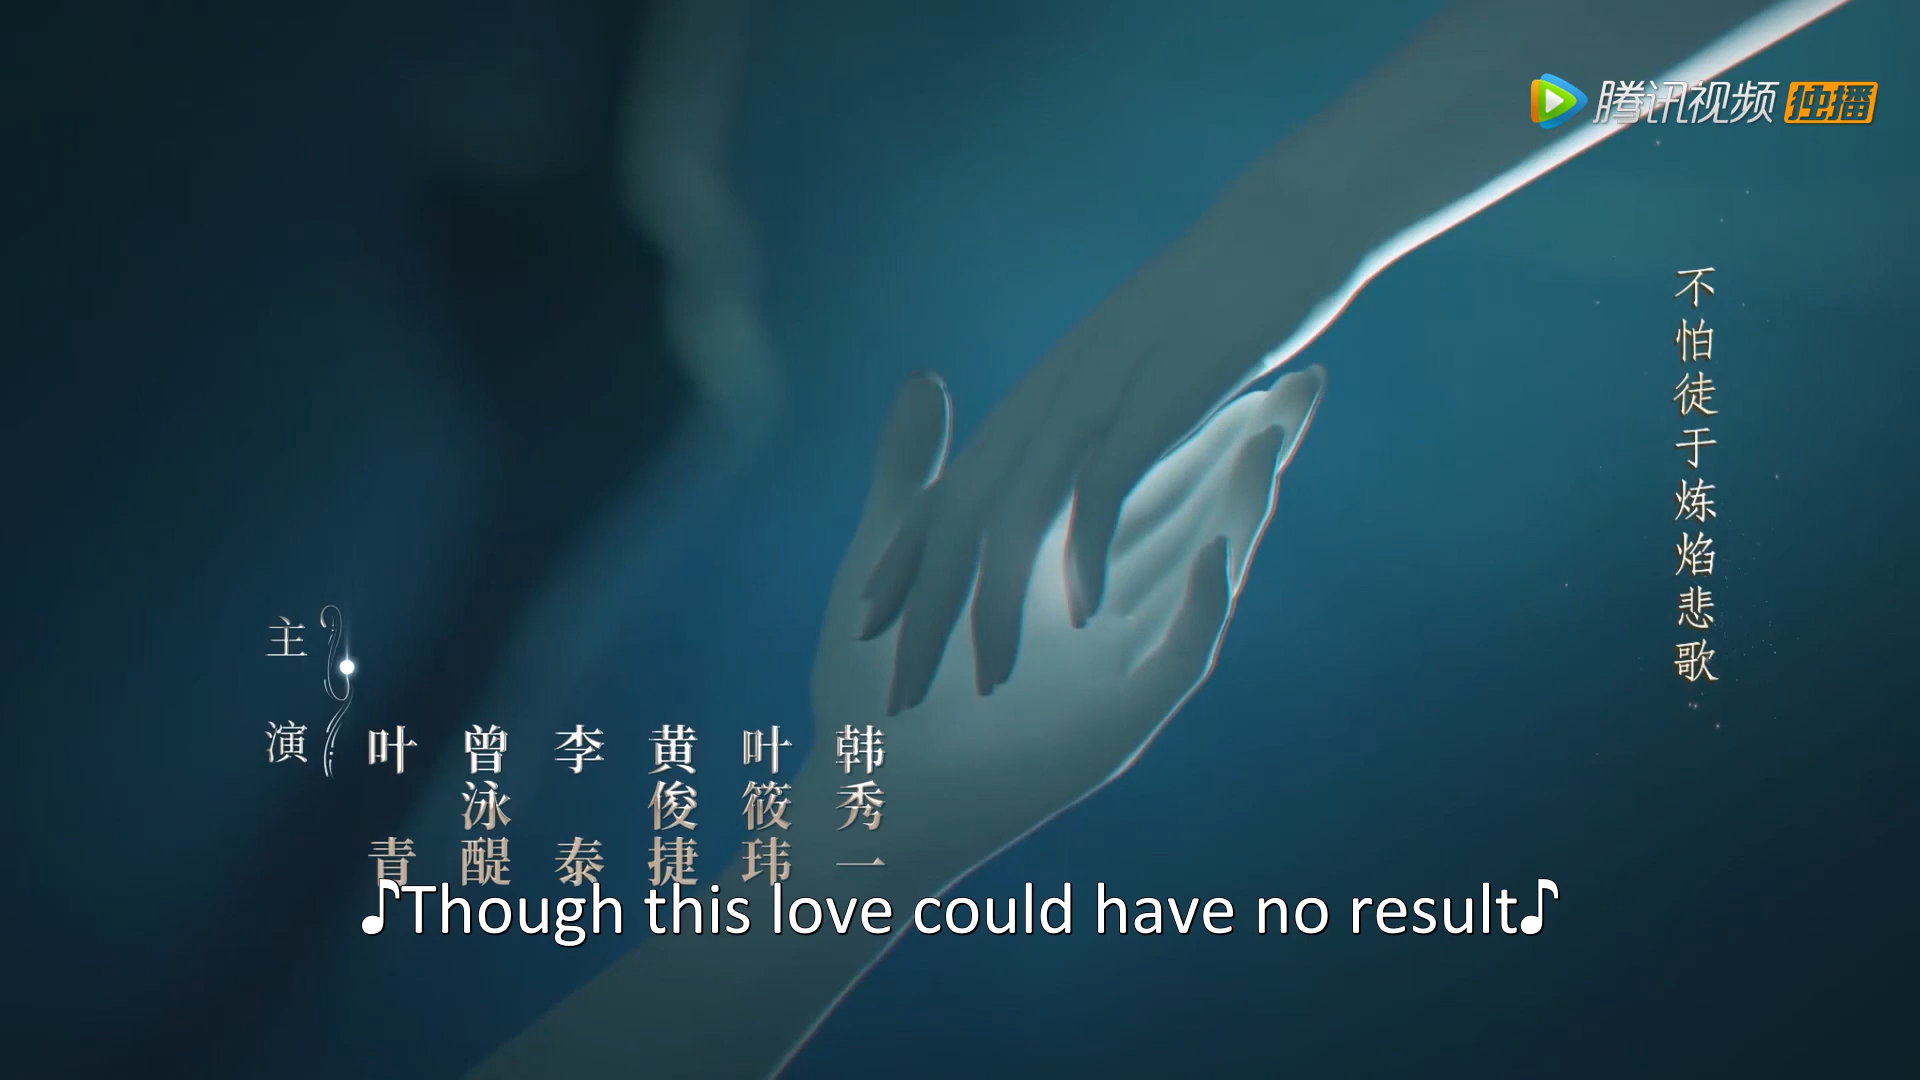 腾讯视频 独播
不怕徒于炼焰悲歌
主演
叶青
曾泳醍
李泰
黄俊捷
叶筱玮
韩秀一
♪Though this love could have no result♪